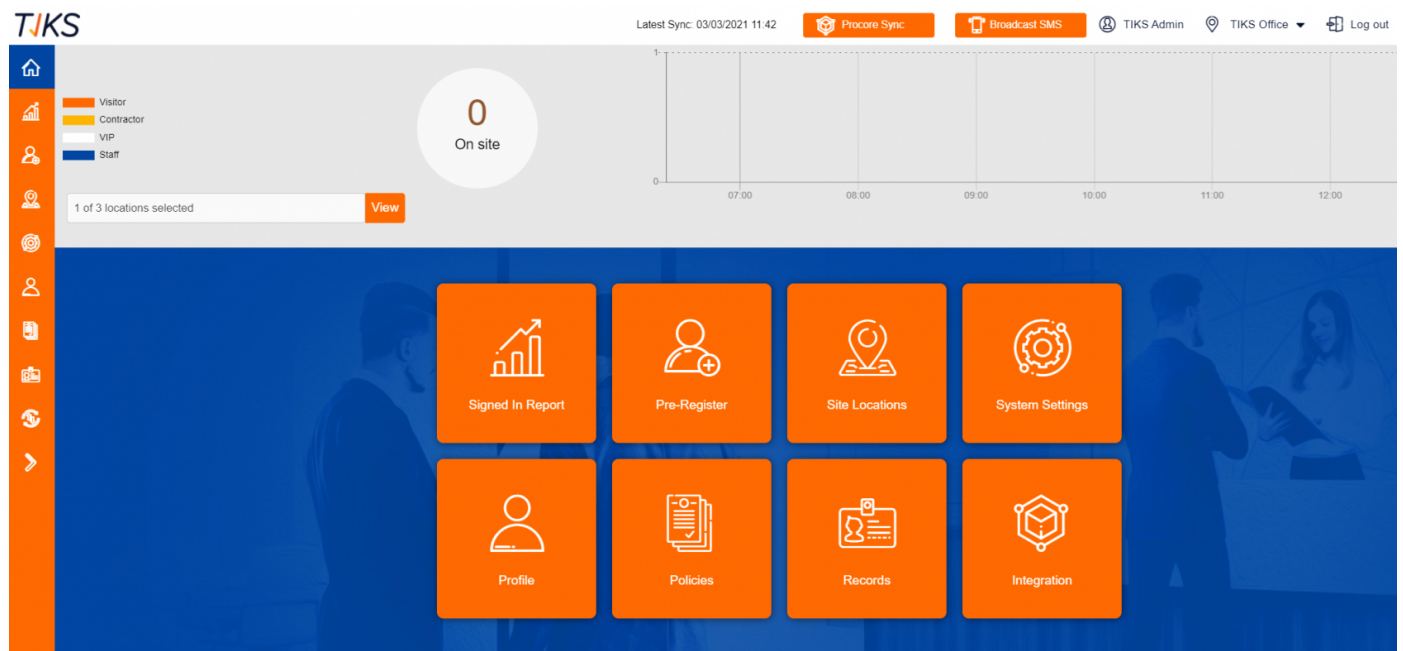 TIKS
Latest Sync: 03/03/2021 11:42
Procore Sync
Broadcast SMS
TIKS Admin
TIKS Office
Log out
Visitor
Contractor
VIP
Staff
0
On site
1 of 3 locations selected
View
1
0
07:00
08:00
09:00
10:00
11:00
12:00
Signed In Report
Pre-Register
Site Locations
System Settings
Profile
Policies
Records
Integration